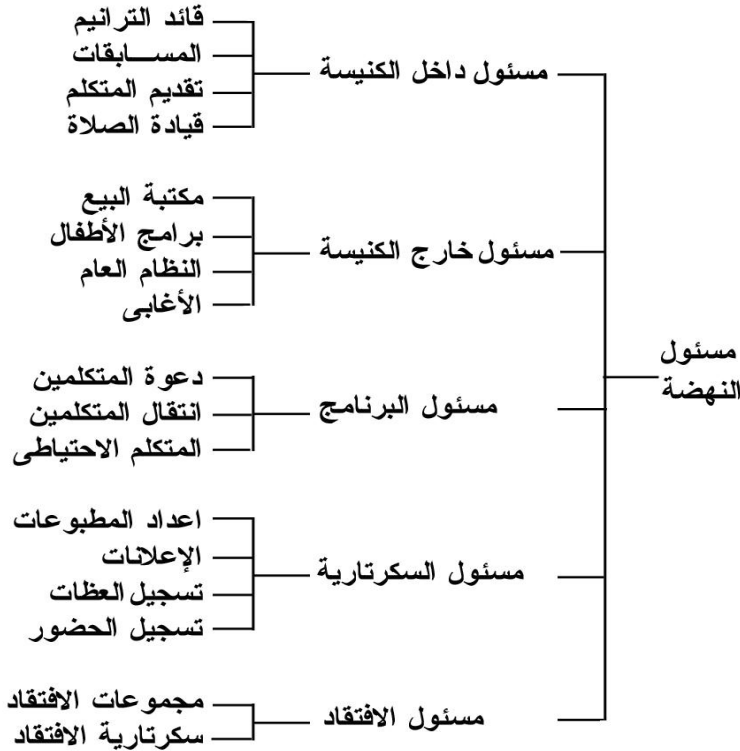 مسئول
النهضة
مسئول داخل الكنيسة
قائد الترانيم
المســـابقات
تقديم المتكلم
قيادة الصلاة
مسئول خارج الكنيسة
مكتبة البيع
برامج الأطفال
النظام العام
الأغابى
مسئول البرنامج
دعوة المتكلمين
انتقال المتكلمين
المتكلم الاحتياطى
مسئول السكرتارية
اعداد المطبوعات
الإعلانات
تسجيل العظات
تسجيل الحضور
مسئول الافتقاد
مجموعات الافتقاد
سكرتارية الافتقاد